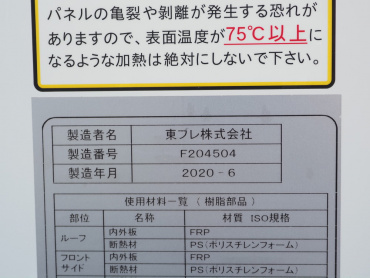 パネルの亀裂や剝離が発生する恐れが
ありますので、表面温度が75℃以上に
なるような加熱は絶対にしないで下さい。
製造者名 東プレ株式会社
製造番号 F204504
製造年月 2020-6
使用材料一覧(樹脂部品)
部位 名称 材質 ISO規格
ルーフ 内外板 FRP
断熱材 PS(ポリスチレンフォーム)
フロント サイド 内外板 FRP
断熱材 PS(ポリスチレンフォーム)